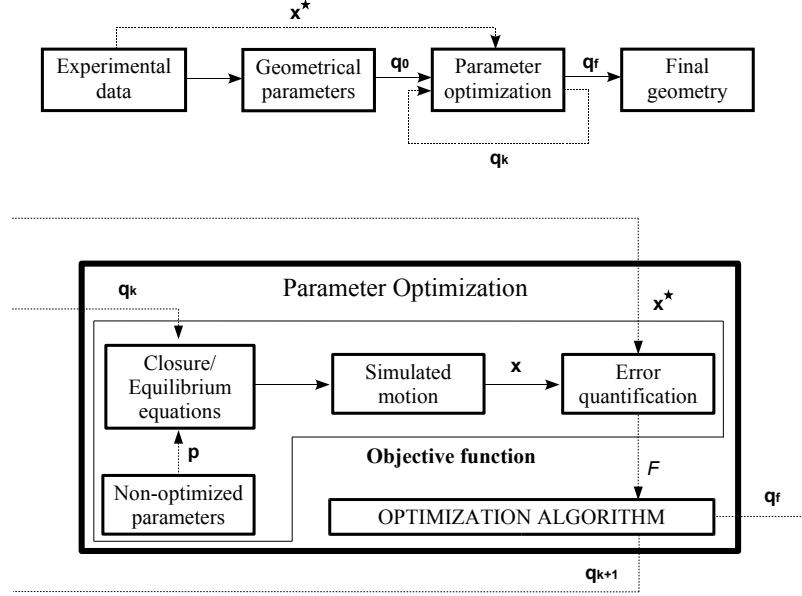 x★
Experimental
data
Geometrical
parameters
q0
Parameter
optimization
qf
Final
geometry
qk
Parameter Optimization
qk
x★
Closure/
Equilibrium
equations
Simulated
motion
x
Error
quantification
p
Objective function
F
Non-optimized
parameters
OPTIMIZATION ALGORITHM
qf
qk+1